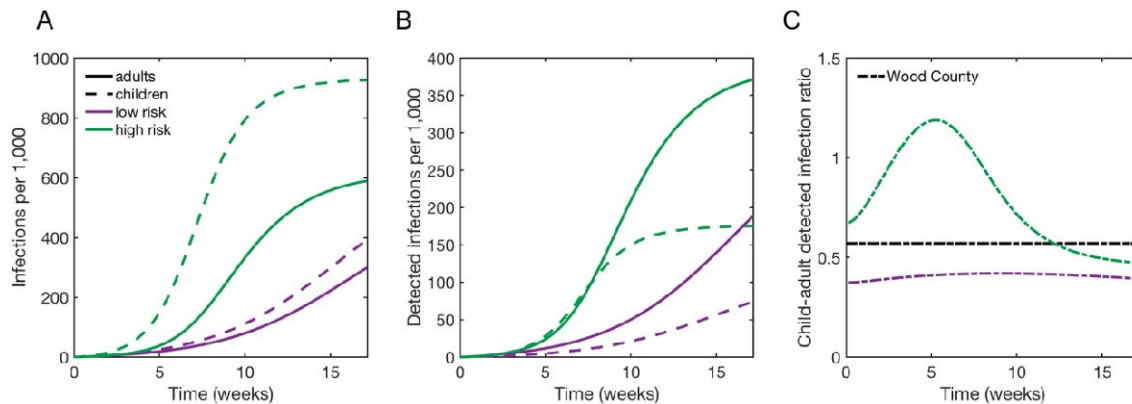 A
Infections per 1,000
1000
800
600
400
200
0
adults
children
low risk
high risk
0 5 10 15
Time (weeks)
B
Detected infections per 1,000
400
350
300
250
200
150
100
50
0
0 5 10 15
Time (weeks)
C
Child-adult detected infection ratio
1.5
1
0.5
0
Wood County
0 5 10 15
Time (weeks)